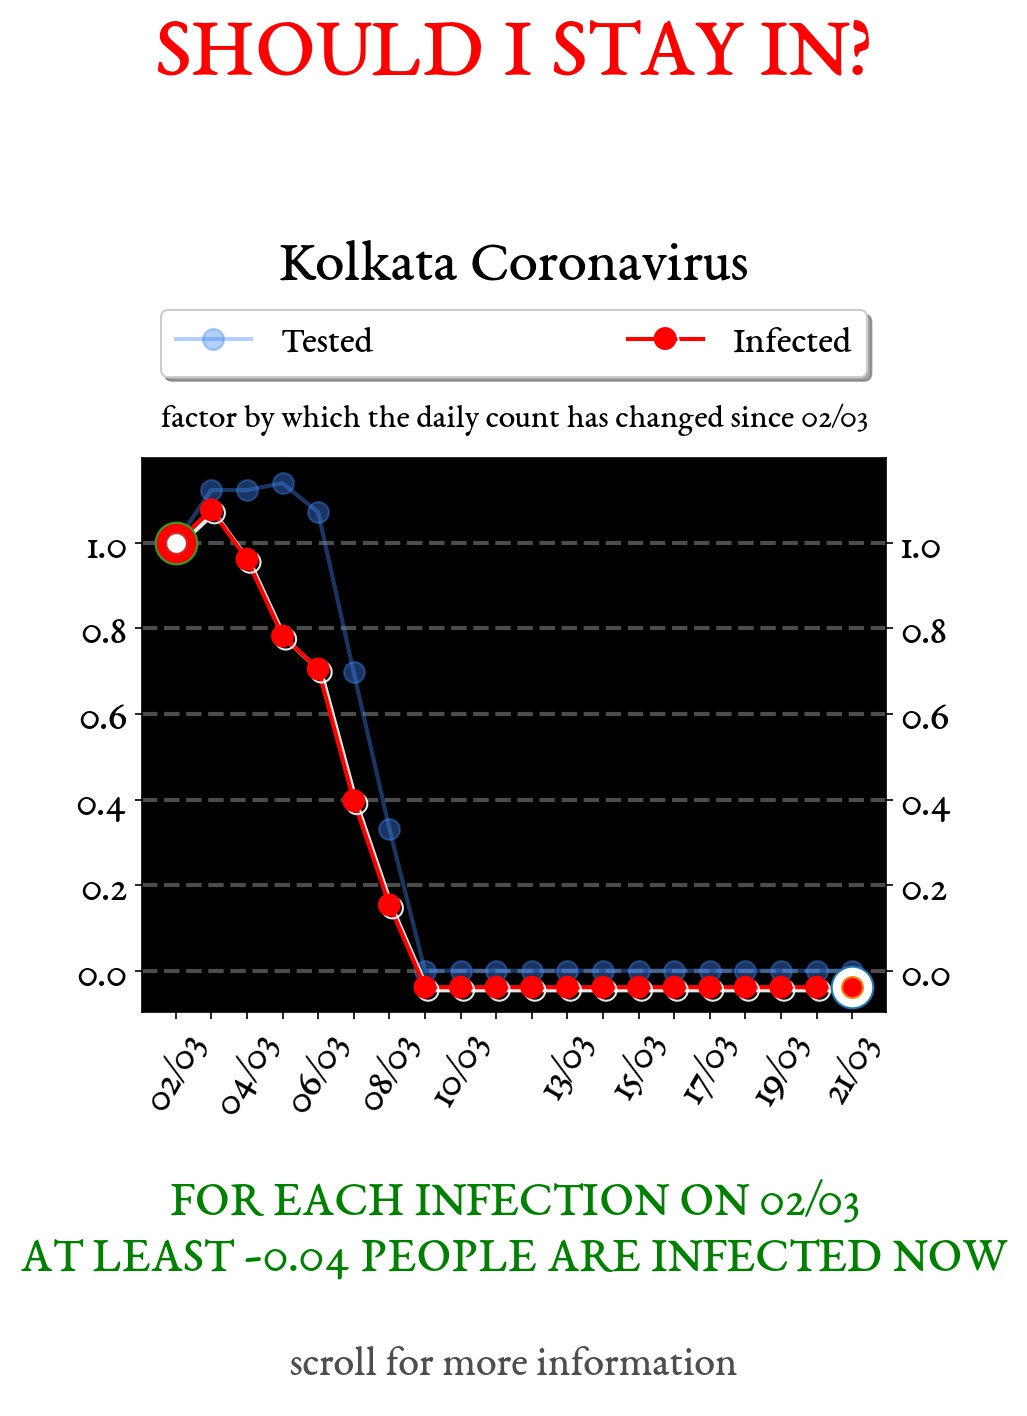 SHOULD I STAY IN?
Kolkata Coronavirus
Tested Infected
factor by which the daily count has changed since 02/03
1.0 1.0
0.8 0.8
0.6 0.6
0.4 0.4
0.2 0.2
0.0 0.0
02/03 04/03 06/03 08/03 10/03 13/03 15/03 17/03 19/03 21/03
FOR EACH INFECTION ON 02/03
AT LEAST -0.04 PEOPLE ARE INFECTED NOW
scroll for more information